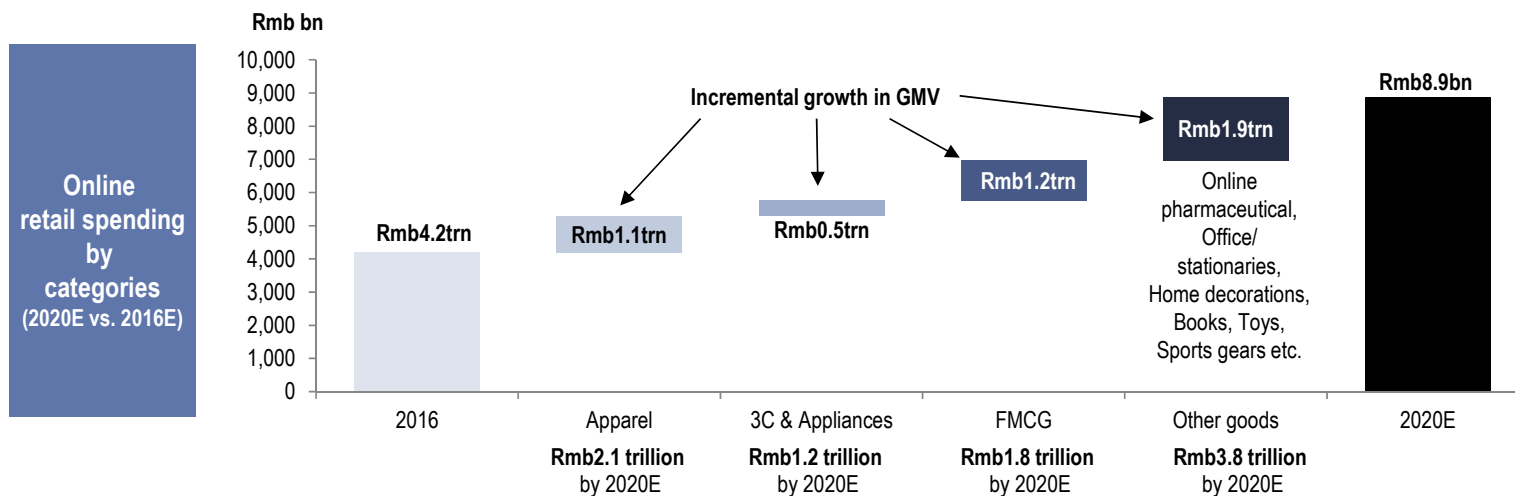 Online
retail spending
by
categories
(2020E vs. 2016E)
Rmb bn
10,000
9,000
8,000
7,000
6,000
5,000
4,000
3,000
2,000
1,000
0
Incremental growth in GMV
Rmb4.2trn
Rmb1.1trn
Rmb0.5trn
Rmb1.2trn
Rmb1.9trn
Online
pharmaceutical,
Office/
stationaries,
Home decorations,
Books, Toys,
Sports gears etc.
Rmb8.9bn
2016
Apparel
3C & Appliances
FMCG
Other goods
2020E
Rmb2.1 trillion
by 2020E
Rmb1.2 trillion
by 2020E
Rmb1.8 trillion
by 2020E
Rmb3.8 trillion
by 2020E